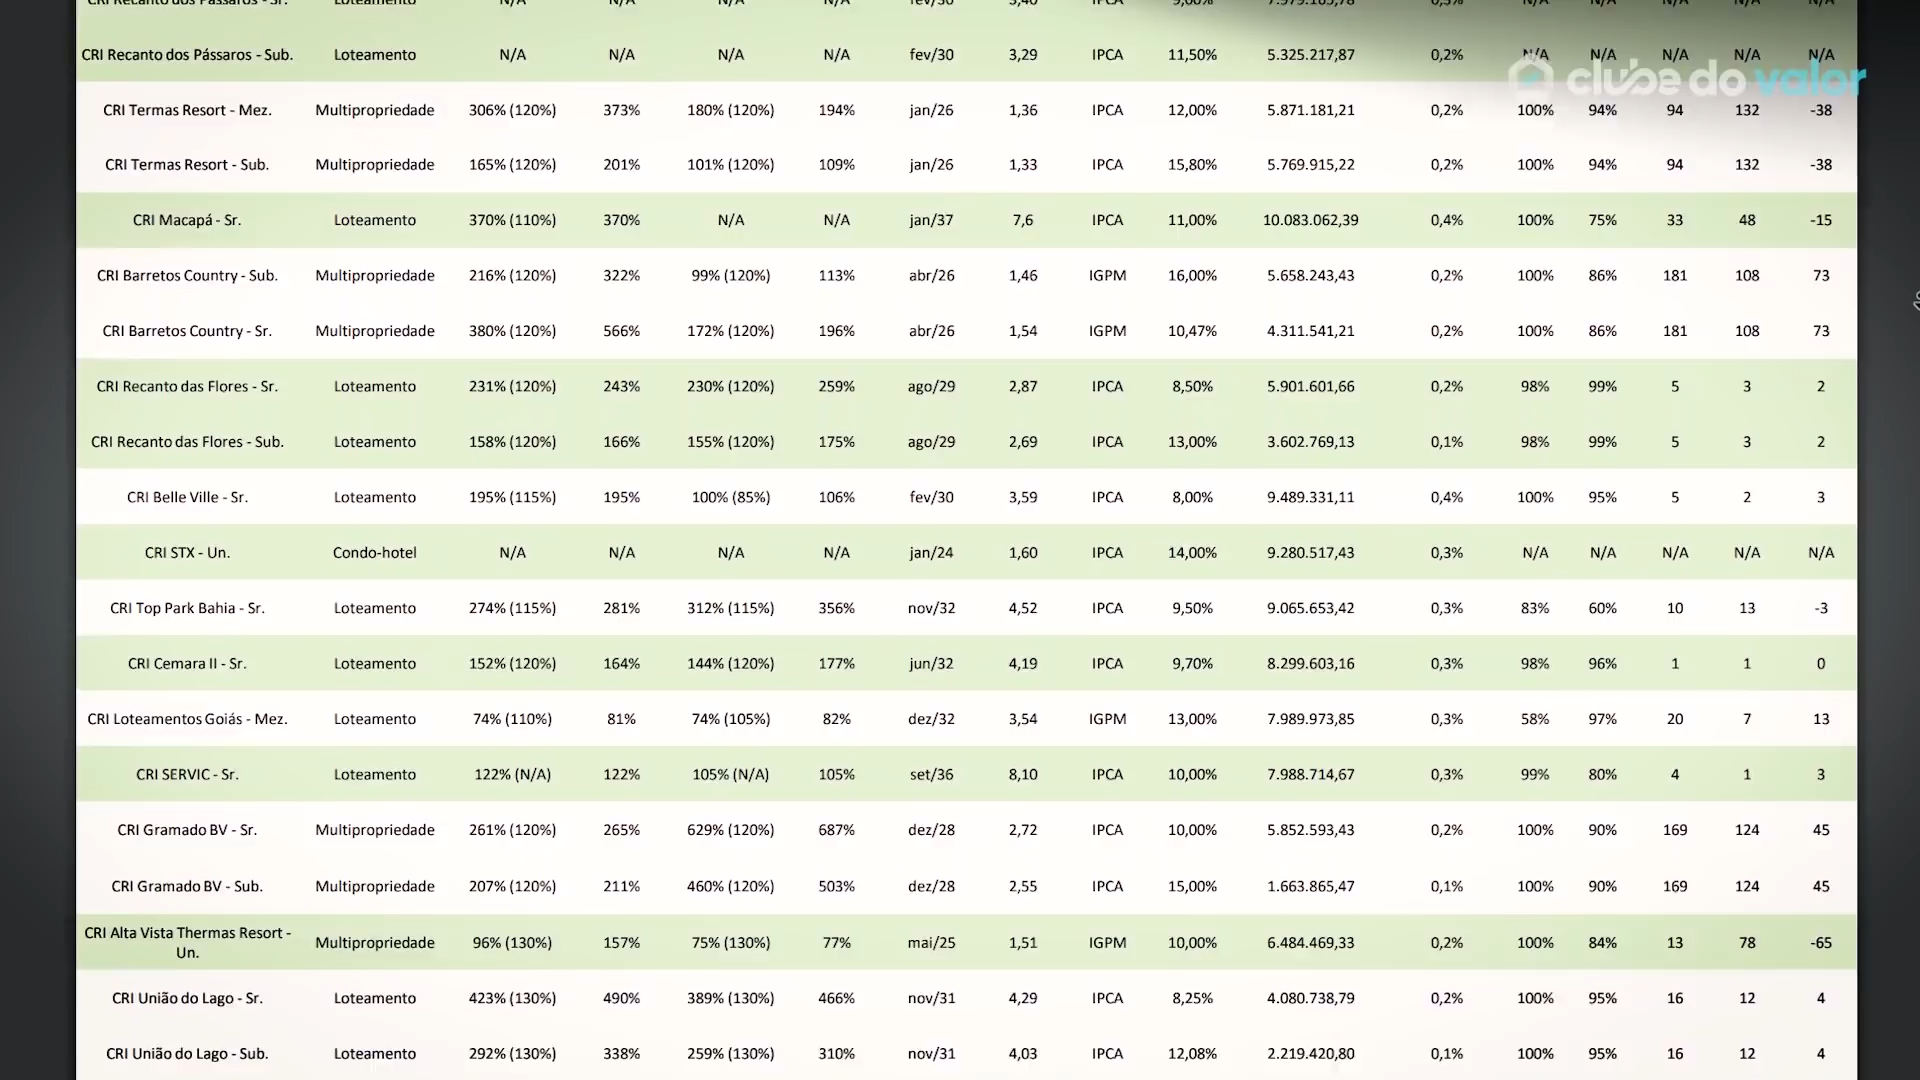 CRI Recanto dos Pássaros - Sr. Loteamento N/A N/A N/A N/A fev/30 3,40 IPCA 9,00% 7.979.165,78 0,3% N/A N/A N/A N/A N/A
CRI Recanto dos Pássaros - Sub. Loteamento N/A N/A N/A N/A fev/30 3,29 IPCA 11,50% 5.325.217,87 0,2% N/A N/A N/A N/A N/A
clube do valor
CRI Termas Resort - Mez. Multipropriedade 306% (120%) 373% 180% (120%) 194% jan/26 1,36 IPCA 12,00% 5.871.181,21 0,2% 100% 94% 94 132 -38
CRI Termas Resort - Sub. Multipropriedade 165% (120%) 201% 101% (120%) 109% jan/26 1,33 IPCA 15,80% 5.769.915,22 0,2% 100% 94% 94 132 -38
CRI Macapá - Sr. Loteamento 370% (110%) 370% N/A N/A jan/37 7,6 IPCA 11,00% 10.083.062,39 0,4% 100% 75% 33 48 -15
CRI Barretos Country - Sub. Multipropriedade 216% (120%) 322% 99% (120%) 113% abr/26 1,46 IGPM 16,00% 5.658.243,43 0,2% 100% 86% 181 108 73
CRI Barretos Country - Sr. Multipropriedade 380% (120%) 566% 172% (120%) 196% abr/26 1,54 IGPM 10,47% 4.311.541,21 0,2% 100% 86% 181 108 73
CRI Recanto das Flores - Sr. Loteamento 231% (120%) 243% 230% (120%) 259% ago/29 2,87 IPCA 8,50% 5.901.601,66 0,2% 98% 99% 5 3 2
CRI Recanto das Flores - Sub. Loteamento 158% (120%) 166% 155% (120%) 175% ago/29 2,69 IPCA 13,00% 3.602.769,13 0,1% 98% 99% 5 3 2
CRI Belle Ville - Sr. Loteamento 195% (115%) 195% 100% (85%) 106% fev/30 3,59 IPCA 8,00% 9.489.331,11 0,4% 100% 95% 5 2 3
CRI STX - Un. Condo-hotel N/A N/A N/A N/A jan/24 1,60 IPCA 14,00% 9.280.517,43 0,3% N/A N/A N/A N/A N/A
CRI Top Park Bahia - Sr. Loteamento 274% (115%) 281% 312% (115%) 356% nov/32 4,52 IPCA 9,50% 9.065.653,42 0,3% 83% 60% 10 13 -3
CRI Cemara II - Sr. Loteamento 152% (120%) 164% 144% (120%) 177% jun/32 4,19 IPCA 9,70% 8.299.603,16 0,3% 98% 96% 1 1 0
CRI Loteamentos Goiás - Mez. Loteamento 74% (110%) 81% 74% (105%) 82% dez/32 3,54 IGPM 13,00% 7.989.973,85 0,3% 58% 97% 20 7 13
CRI SERVIC - Sr. Loteamento 122% (N/A) 122% 105% (N/A) 105% set/36 8,10 IPCA 10,00% 7.988.714,67 0,3% 99% 80% 4 1 3
CRI Gramado BV - Sr. Multipropriedade 261% (120%) 265% 629% (120%) 687% dez/28 2,72 IPCA 10,00% 5.852.593,43 0,2% 100% 90% 169 124 45
CRI Gramado BV - Sub. Multipropriedade 207% (120%) 211% 460% (120%) 503% dez/28 2,55 IPCA 15,00% 1.663.865,47 0,1% 100% 90% 169 124 45
CRI Alta Vista Thermas Resort -
Un. Multipropriedade 96% (130%) 157% 75% (130%) 77% mai/25 1,51 IGPM 10,00% 6.484.469,33 0,2% 100% 84% 13 78 -65
CRI União do Lago - Sr. Loteamento 423% (130%) 490% 389% (130%) 466% nov/31 4,29 IPCA 8,25% 4.080.738,79 0,2% 100% 95% 16 12 4
CRI União do Lago - Sub. Loteamento 292% (130%) 338% 259% (130%) 310% nov/31 4,03 IPCA 12,08% 2.219.420,80 0,1% 100% 95% 16 12 4